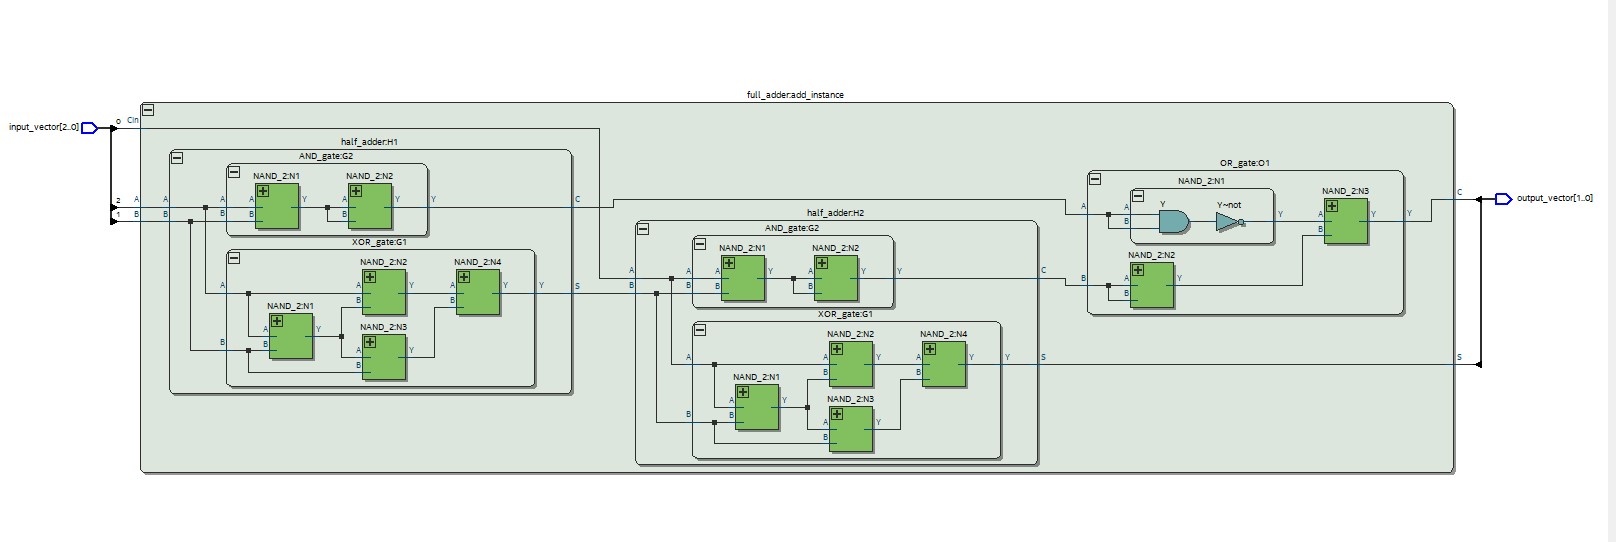 full_adder:add_instance
input_vector[2..0]
0 Cin
half_adder:H1
AND_gate:G2
NAND_2:N1 NAND_2:N2
2 A A A A Y A Y Y C
1 B B B B B
XOR_gate:G1
NAND_2:N2 NAND_2:N4
A A Y A Y Y S
B B
NAND_2:N1 NAND_2:N3
A Y A Y
B B B
half_adder:H2
AND_gate:G2
NAND_2:N1 NAND_2:N2
A A A Y A Y Y C
B B B B
XOR_gate:G1
NAND_2:N2 NAND_2:N4
A A Y A Y Y S
B B
NAND_2:N1 NAND_2:N3
A Y A Y
B B B
OR_gate:O1
NAND_2:N1 NAND_2:N3
Y Y~not
A A Y A Y Y
B B
NAND_2:N2
B A Y
B
C
output_vector[1..0]
S